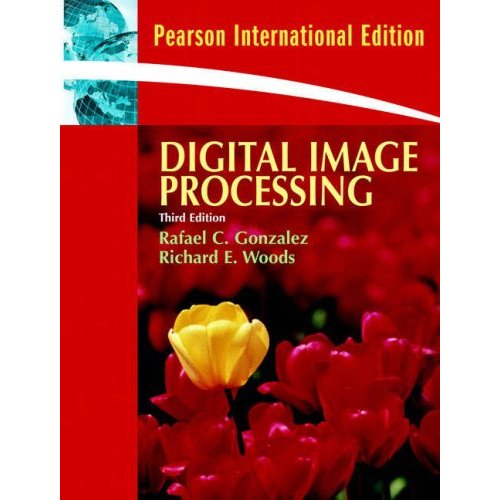 Pearson International Edition
DIGITAL IMAGE
PROCESSING
Third Edition
Rafael C. Gonzalez
Richard E. Woods